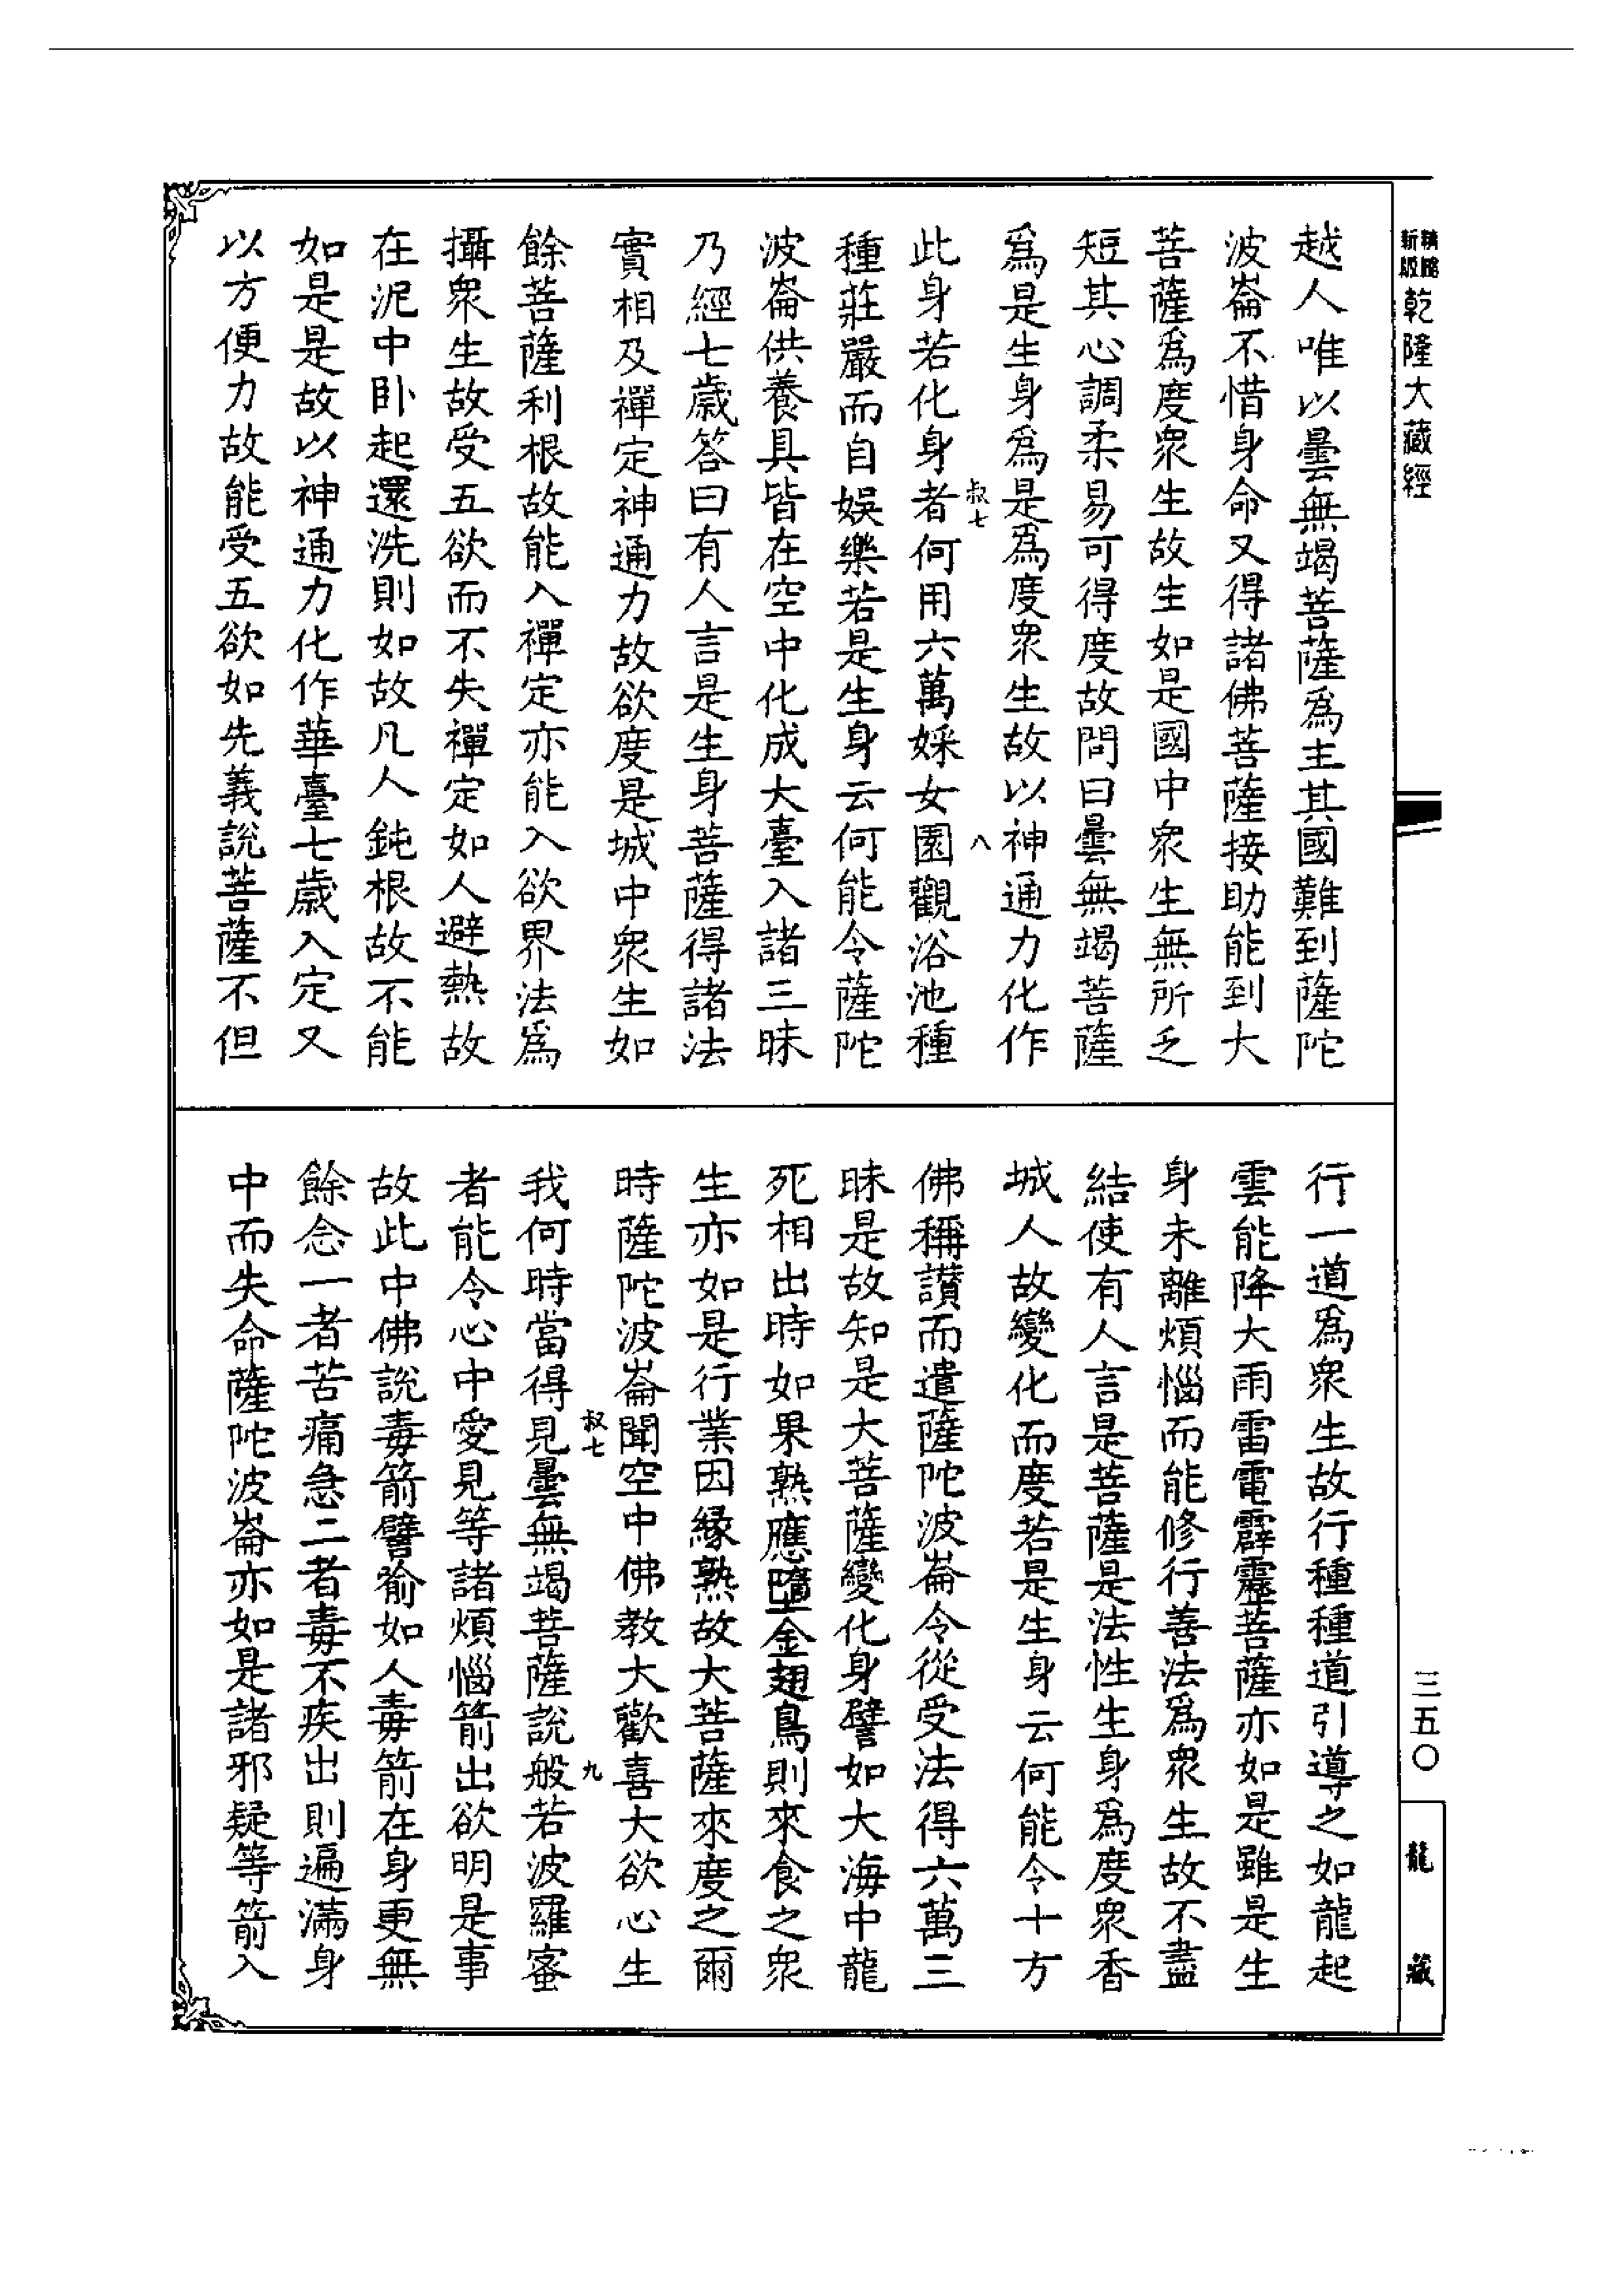 精縮新版乾隆大藏經
越人唯以曇無竭菩薩爲主其國難到薩陀
波崙不惜身命又得諸佛菩薩接助能到大
菩薩爲度衆生故生如是國中衆生無所乏
短其心調柔易可得度故問曰曇無竭菩薩
爲是生身爲是爲度衆生故以神通力化作
叔七
八
此身若化身者何用六萬婇女園觀浴池種
種莊嚴而自娛樂若是生身云何能令薩陀
波崙供養具皆在空中化成大臺入諸三昧
乃經七歲答曰有人言是生身菩薩得諸法
實相及禪定神通力故欲度是城中衆生如
餘菩薩利根故能入禪定亦能入欲界法爲
攝衆生故受五欲而不失禪定如人避熱故
在泥中卧起還洗則如故凡人鈍根故不能
如是是故以神通力化作華臺七歲入定又
以方便力故能受五欲如先義說菩薩不但
行一道爲衆生故行種種道引導之如龍起
雲能降大雨雷電霹靂菩薩亦如是雖是生
身未離煩惱而能修行善法爲衆生故不盡
結使有人言是菩薩是法性生身爲度衆香
城人故變化而度若是生身云何能令十方
佛稱讃而遣薩陀波崙令從受法得六萬三
昧是故知是大菩薩變化身譬如大海中龍
死相出時如果熟應墮金翅鳥則來食之衆
生亦如是行業因緣熟故大菩薩來度之爾
時薩陀波崙聞空中佛教大歡喜大欲心生
叔七
九
我何時當得見曇無竭菩薩說般若波羅蜜
者能令心中愛見等諸煩惱箭出欲明是事
故此中佛說毒箭譬喻如人毒箭在身更無
餘念一者苦痛急二者毒不疾出則遍滿身
中而失命薩陀波崙亦如是諸邪疑等箭入
三五〇
龍藏